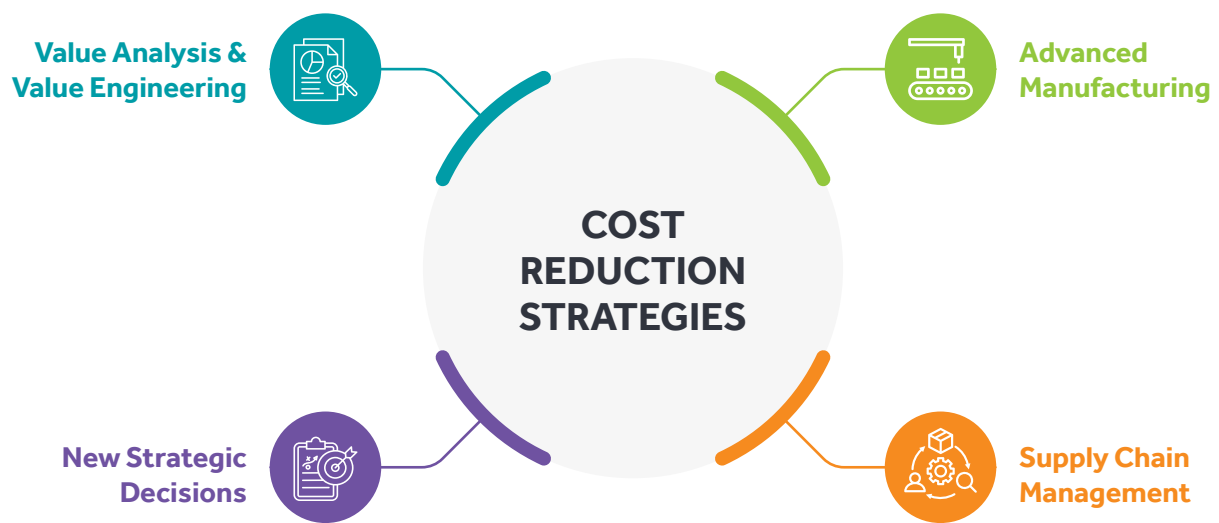 Value Analysis &
Value Engineering
Advanced
Manufacturing
COST
REDUCTION
STRATEGIES
New Strategic
Decisions
Supply Chain
Management